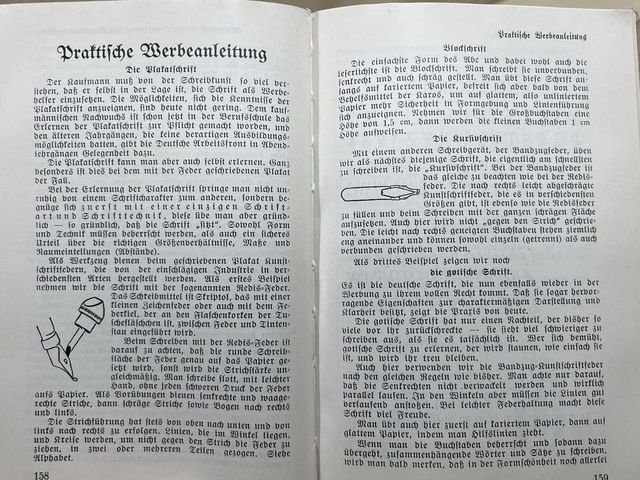 Praktische Werbeanleitung
Die Plakatschrift
Der Kaufmann muß von der Schreibkunst so viel ver-
stehen, daß er selbst in der Lage ist, die Schrift als Werbe-
helfer einzusetzen. Die Möglichkeiten, sich die Kenntnisse der
Plakatschrift anzueignen, sind heute nicht gering. Dem kauf-
männischen Nachwuchs ist schon jetzt in der Berufsschule das
Erlernen der Plakatschrift zur Pflicht gemacht worden, und
den älteren Jahrgängen, die keine derartigen Ausbildungs-
möglichkeiten hatten, gibt die Deutsche Arbeitsfront in Abend-
lehrgängen Gelegenheit dazu.
Die Plakatschrift kann man aber auch selbst erlernen. Ganz
besonders ist dies bei dem mit der Feder geschriebenen Plakat
der Fall.
Bei der Erlernung der Plakatschrift springe man nicht un-
ruhig von einem Schriftcharakter zum anderen, sondern be-
gnüge sich zuerst mit einer einzigen Schrift-
art und Schrifttechnik, diese übe man aber gründ-
lich — so gründlich, daß die Schrift „sitzt". Sowohl Form
und Technik müssen beherrscht werden, als auch ein sicheres
Urteil über die richtigen Größenverhältnisse, Maße und
Raumeinteilungen (Abstände).
Als Werkzeug dienen beim geschriebenen Plakat Kunst-
schriftfedern, die von der einschlägigen Industrie in ver-
schiedensten Arten hergestellt werden. Als erstes Beispiel
nehmen wir die Schrift mit der sogenannten Redis-Feder.
Das Schreibmittel ist Skriptol, das mit einer
kleinen Zeichenfeder oder auch mit dem Fe-
derkiel, der an den Flaschenkorken der Tu-
scheflaschen ist, zwischen Feder und Tinten-
stau eingeführt wird.
Beim Schreiben mit der Redis-Feder ist
darauf zu achten, daß die runde Schreib-
fläche der Feder genau auf das Papier ge-
setzt wird, sonst wird die Strichstärke un-
gleichmäßig. Man schreibe flott, mit leichter
Hand, ohne jeden schweren Druck der Feder
aufs Papier. Als Vorübungen dienen senkrechte und waage-
rechte Striche, dann schräge Striche sowie Bogen nach rechts
und links.
Die Strichführung hat stets von oben nach unten und von
links nach rechts zu erfolgen. Linien, die im Winkel liegen,
und Kreise werden, um nicht gegen den Strich die Feder zu
ziehen, in zwei oder mehreren Teilen gezogen. Siehe
Alphabet.
158
Praktische Werbeanleitung
Blockschrift
Die einfachste Form des Abc und dabei wohl auch die
leserlichste ist die Blockschrift. Man schreibt sie unverbunden,
senkrecht und auch schräg gestellt. Man übt diese Schrift an-
fangs auf kariertem Papier, befreit sich aber bald von dem
Behelfsmittel der Karos, um auf glattem, also unliniertem
Papier mehr Sicherheit in Formgebung und Linienführung
sich anzueignen. Nehmen wir für die Großbuchstaben eine
Höhe von 1,5 cm, dann werden die kleinen Buchstaben 1 cm
Höhe aufweisen.
Die Kursivschrift
Mit einem anderen Schreibgerät, der Bandzugfeder, üben
wir als nächstes diejenige Schrift, die eigentlich am schnellsten
zu schreiben ist, die „Kursivschrift". Bei der Bandzugfeder ist
das gleiche zu beachten wie bei der Redis-
feder. Die nach rechts leicht abgeschrägte
Kunstschriftfeder, die es in verschiedensten
Größen gibt, ist ebenso wie die Redisfeder
zu füllen und beim Schreiben mit der ganzen schrägen Fläche
aufzusetzen. Auch hier wird nicht „gegen den Strich" geschrie-
ben. Die leicht nach rechts geneigten Buchstaben stehen ziemlich
eng aneinander und können sowohl einzeln (getrennt) als auch
verbunden geschrieben werden.
Als drittes Beispiel zeigen wir noch
die gotische Schrift.
Es ist die deutsche Schrift, die nun ebenfalls wieder in der
Werbung zu ihrem vollen Recht kommt. Daß sie sogar hervor-
ragende Eigenschaften zur charaktermäßigen Darstellung und
Klarheit besitzt, zeigt die Praxis von heute.
Die gotische Schrift hat nur einen Nachteil, der bisher so
viele vor ihr zurückschreckte — sie sieht viel schwieriger zu
schreiben aus, als sie es tatsächlich ist. Wer sich bemüht,
gotische Schrift zu erlernen, der wird staunen, wie einfach sie
ist, und wird ihr treu bleiben.
Auch hier verwenden wir die Bandzug-Kunstschriftfeder
nach den gleichen Regeln wie bisher. Man achte nur darauf,
daß die Senkrechten nicht verwackelt werden und wirklich
parallel laufen. In den Winkeln aber müssen die Linien gut
verlaufend ansetzen. Bei leichter Federhaltung macht diese
Schrift viel Freude.
Man übt auch hier zuerst auf kariertem Papier, dann auf
glattem Papier, indem man Hilfslinien zieht.
Wenn man die Buchstaben beherrscht und sodann dazu
übergeht, zusammenhängende Wörter und Sätze zu schreiben,
wird man bald merken, daß in der Formschönheit noch allerlei
159